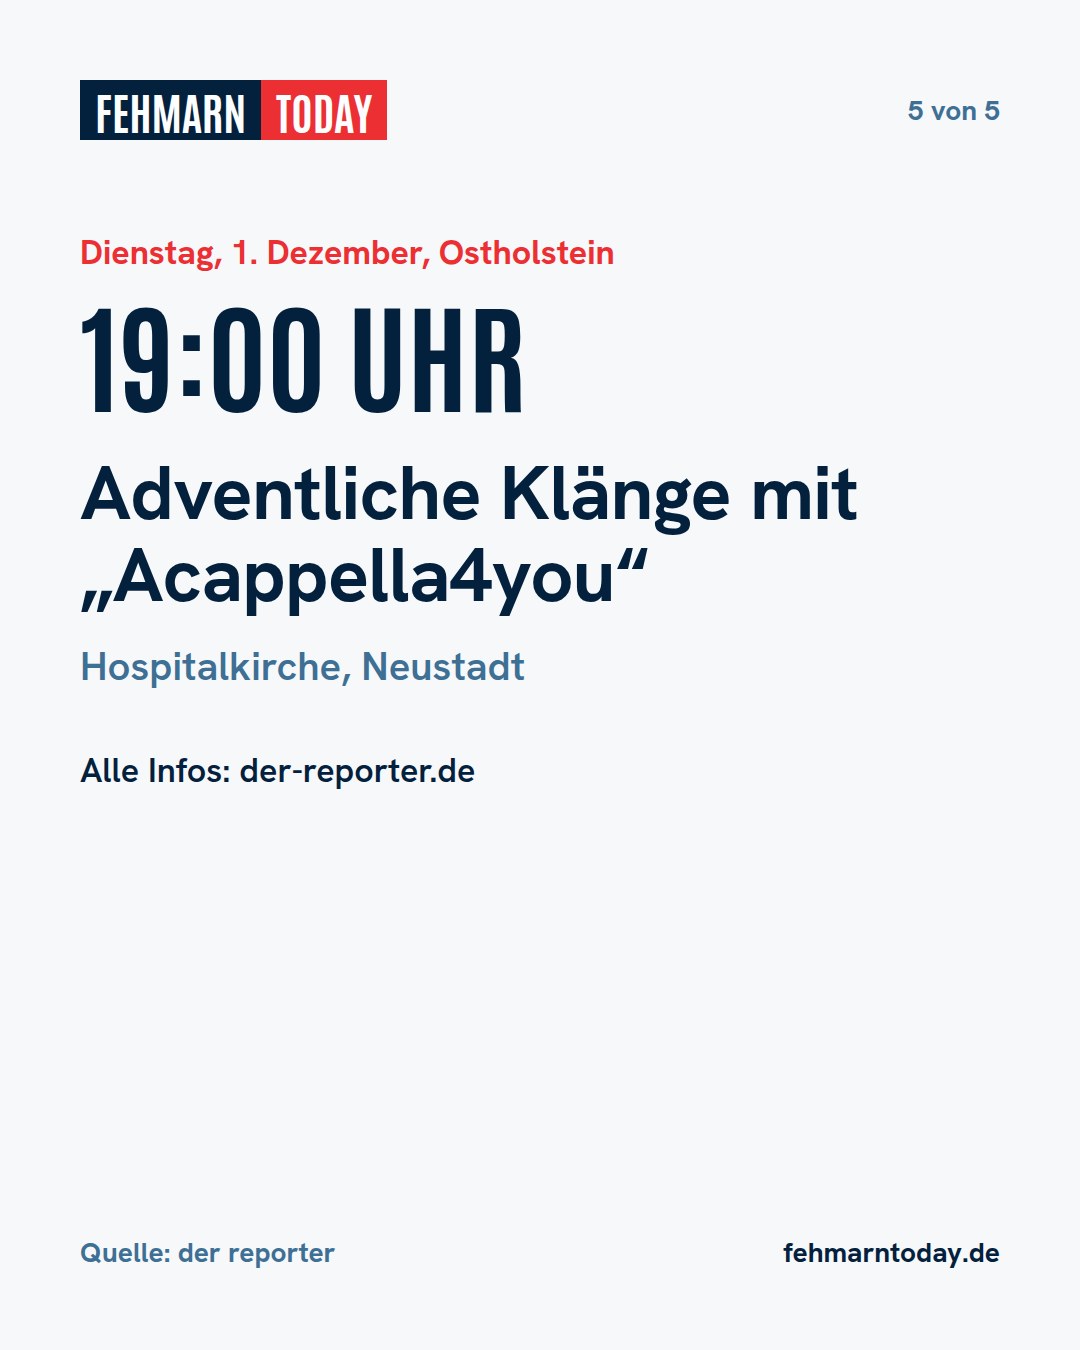 FEHMARN TODAY
5 von 5
Dienstag, 1. Dezember, Ostholstein
19:00 UHR
Adventliche Klänge mit
„Acappella4you“
Hospitalkirche, Neustadt
Alle Infos: der-reporter.de
Quelle: der reporter
fehmarntoday.de